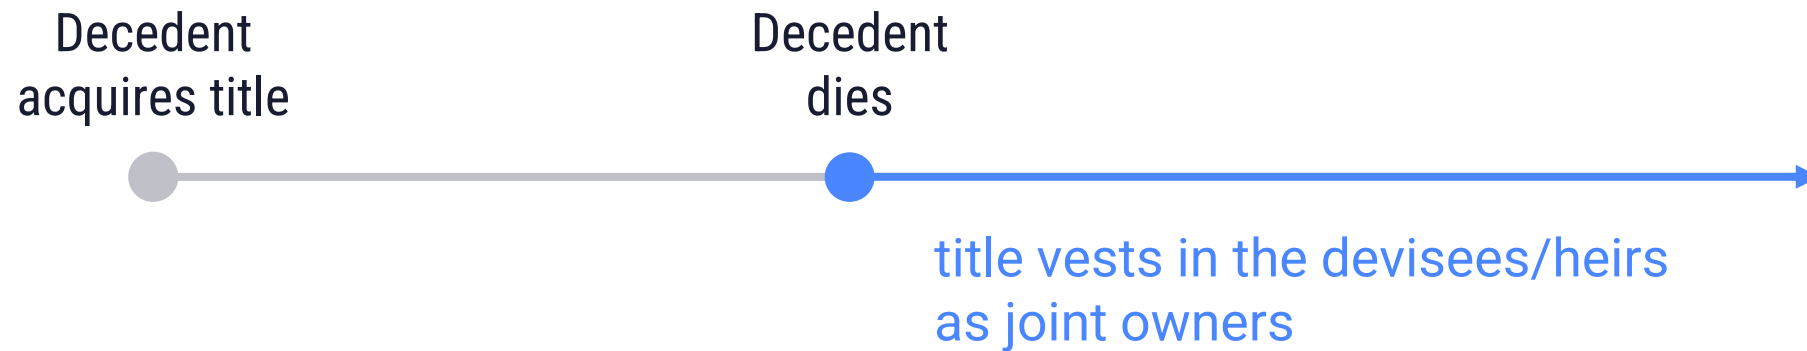 Decedent
acquires title
Decedent
dies
title vests in the devisees/heirs
as joint owners